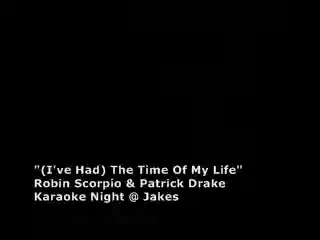 "(I've Had) The Time Of My Life"
Robin Scorpio & Patrick Drake
Karaoke Night @ Jakes